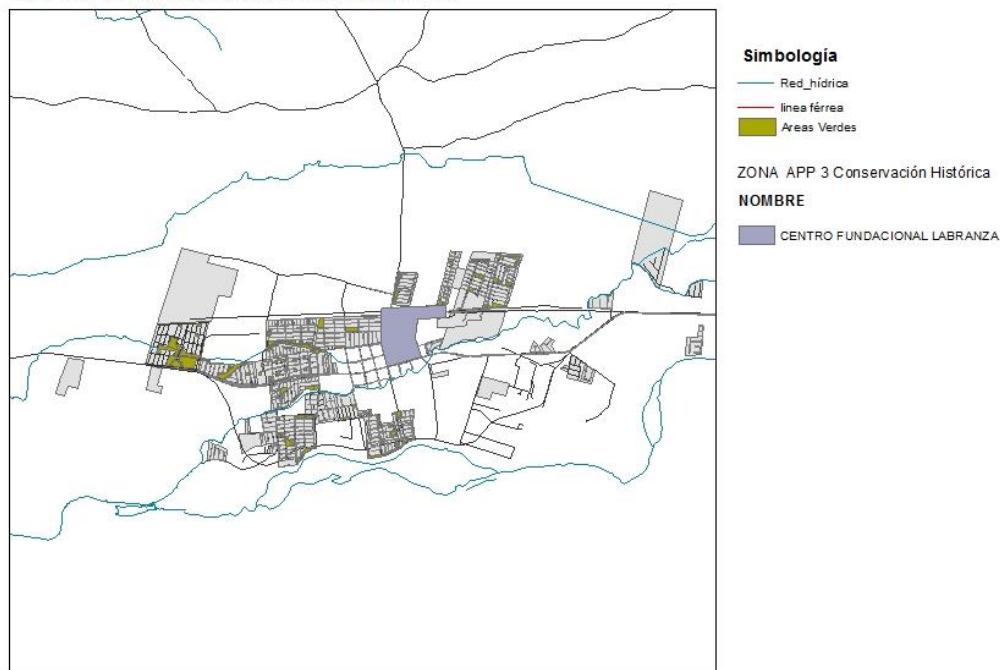 Simbología
Red_hídrica
linea férrea
Areas Verdes
ZONA APP 3 Conservación Histórica
NOMBRE
CENTRO FUNDACIONAL LABRANZA